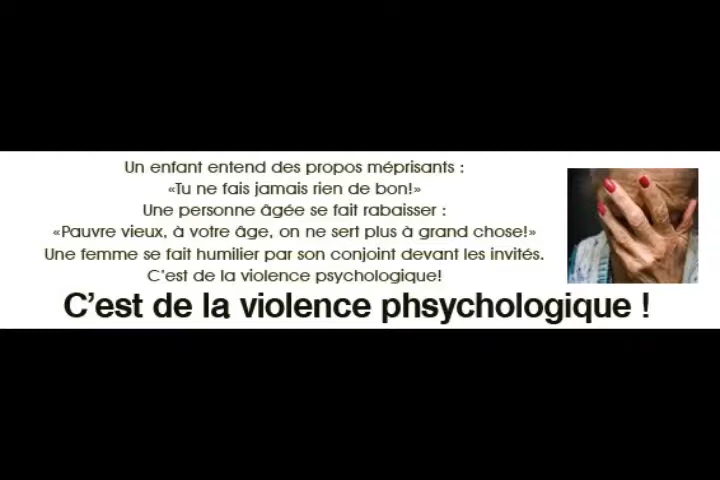 Un enfant entend des propos méprisants :
«Tu ne fais jamais rien de bon!»
Une personne âgée se fait rabaisser :
«Pauvre vieux, à votre âge, on ne sert plus à grand chose!»
Une femme se fait humilier par son conjoint devant les invités.
C'est de la violence psychologique!
C'est de la violence phsychologique !